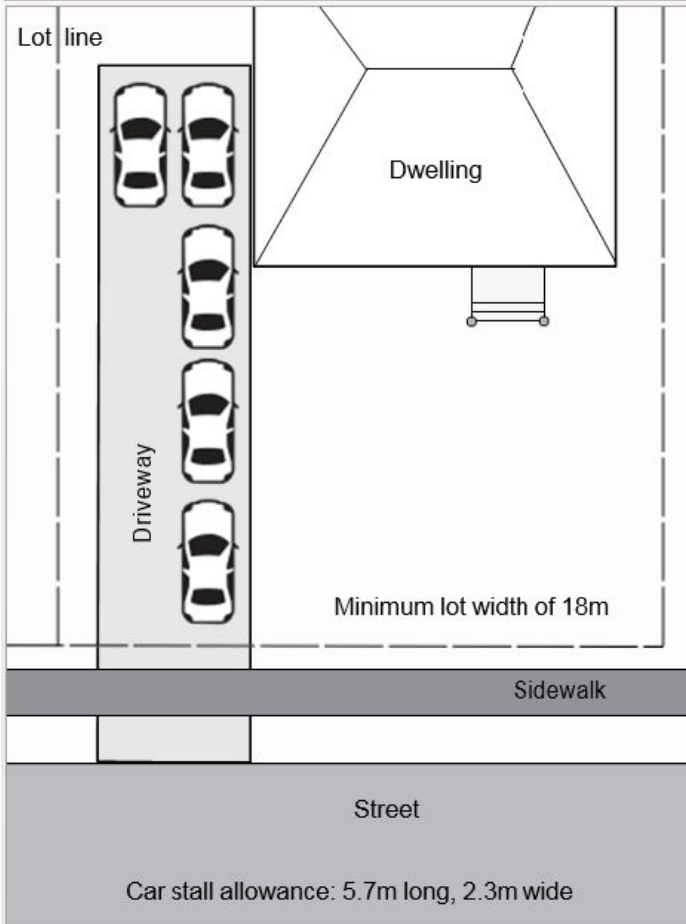 Lot line
Dwelling
Driveway
Minimum lot width of 18m
Sidewalk
Street
Car stall allowance: 5.7m long, 2.3m wide